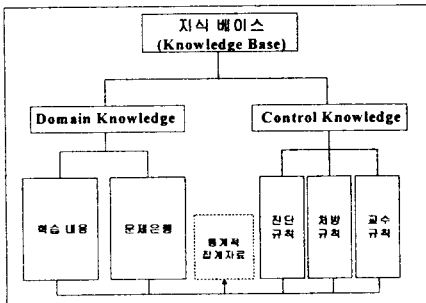 지식 베이스
(Knowledge Base)
Domain Knowledge
Control Knowledge
학습 내용
문제은행
통계적
집계자료
진단
규칙
처방
규칙
교수
규칙